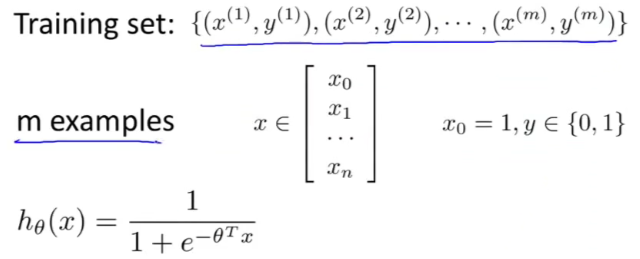 Training set: {(x^(1), y^(1)), (x^(2), y^(2)), ⋯ , (x^(m), y^(m))}
m examples x ∈ [x_0 x_1 ⋯ x_n] x_0 = 1, y ∈ {0, 1}
h_θ(x) = 1 / (1 + e^(−θ^T x))